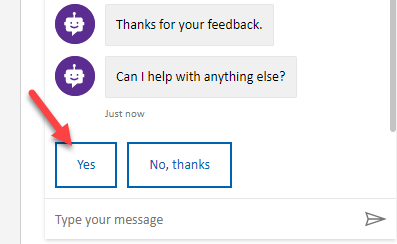 Thanks for your feedback.
Can I help with anything else?
Just now
Yes
No, thanks
Type your message